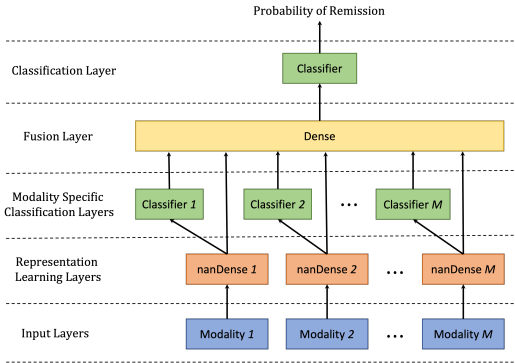 Probability of Remission
Classification Layer
Classifier
Fusion Layer
Dense
Modality Specific
Classification Layers
Classifier 1
Classifier 2
...
Classifier M
Representation
Learning Layers
nanDense 1
nanDense 2
...
nanDense M
Input Layers
Modality 1
Modality 2
...
Modality M